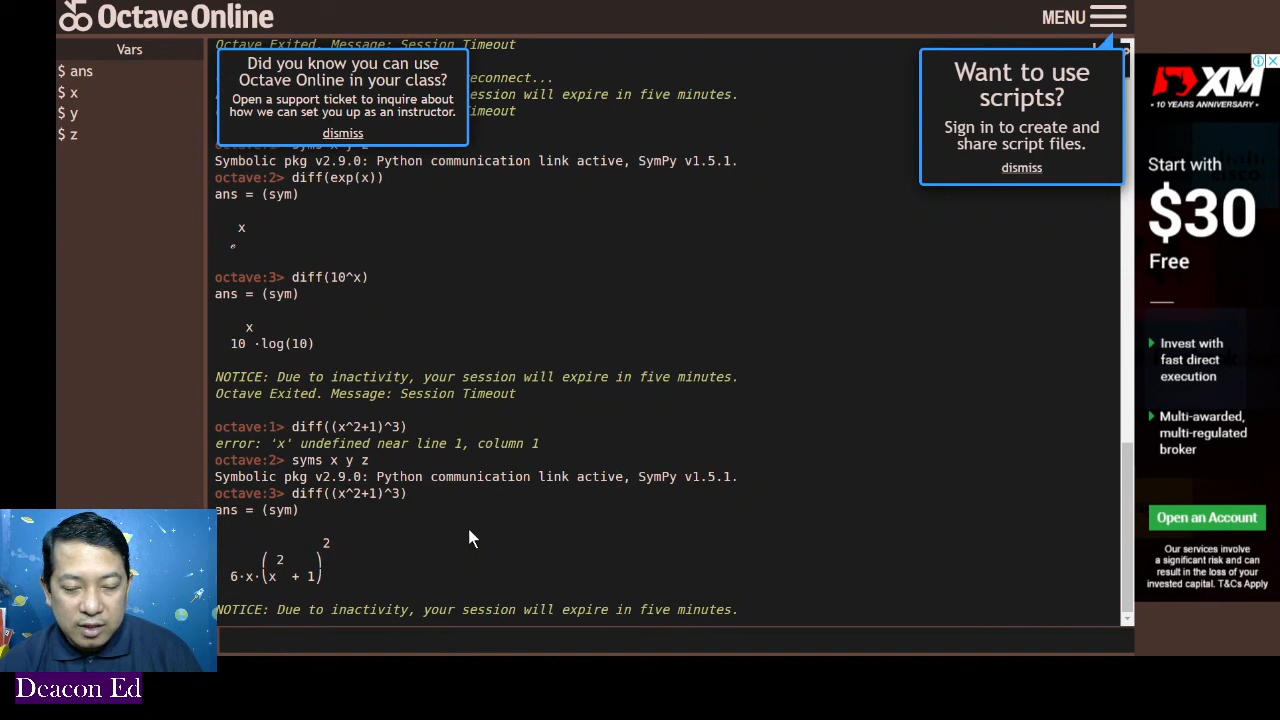 Octave Online
MENU
Vars
$ ans
$ x
$ y
$ z
Octave Exited. Message: Session Timeout
Did you know you can use
Octave Online in your class?
Open a support ticket to inquire about
how we can set you up as an instructor.
dismiss
econnect...
session will expire in five minutes.
Timeout
Want to use
scripts?
Sign in to create and
share script files.
dismiss
Symbolic pkg v2.9.0: Python communication link active, SymPy v1.5.1.
octave:2> diff(exp(x))
ans = (sym)
x
ℯ
octave:3> diff(10^x)
ans = (sym)
x
10 ·log(10)
NOTICE: Due to inactivity, your session will expire in five minutes.
Octave Exited. Message: Session Timeout
octave:1> diff((x^2+1)^3)
error: 'x' undefined near line 1, column 1
octave:2> syms x y z
Symbolic pkg v2.9.0: Python communication link active, SymPy v1.5.1.
octave:3> diff((x^2+1)^3)
ans = (sym)
2
⎛ 2    ⎞
6·x·⎝x  + 1⎠
NOTICE: Due to inactivity, your session will expire in five minutes.
XM
10 YEARS ANNIVERSARY
Start with
$30
Free
Invest with
fast direct
execution
Multi-awarded,
multi-regulated
broker
Open an Account
Our services involve
a significant risk and can
result in the loss of your
invested capital. T&Cs Apply
Deacon Ed